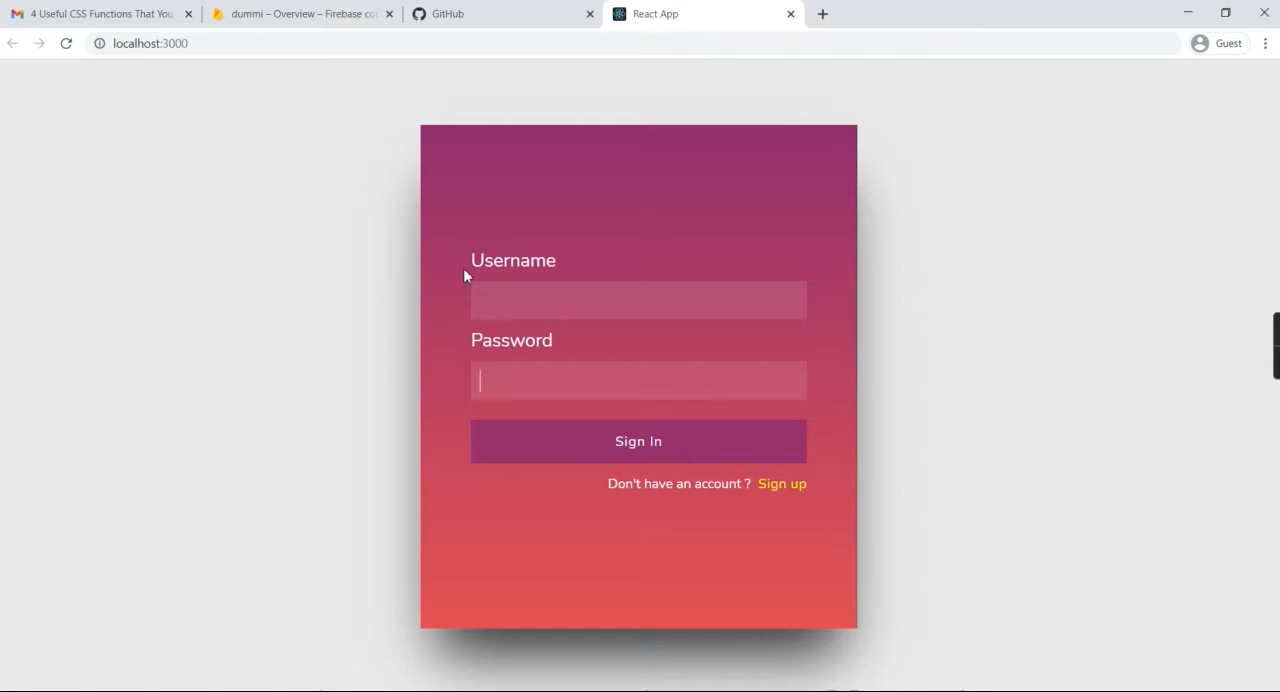 4 Useful CSS Functions That You
dummi – Overview – Firebase co
GitHub
React App
localhost:3000
Guest
Username
Password
Sign In
Don't have an account ? Sign up